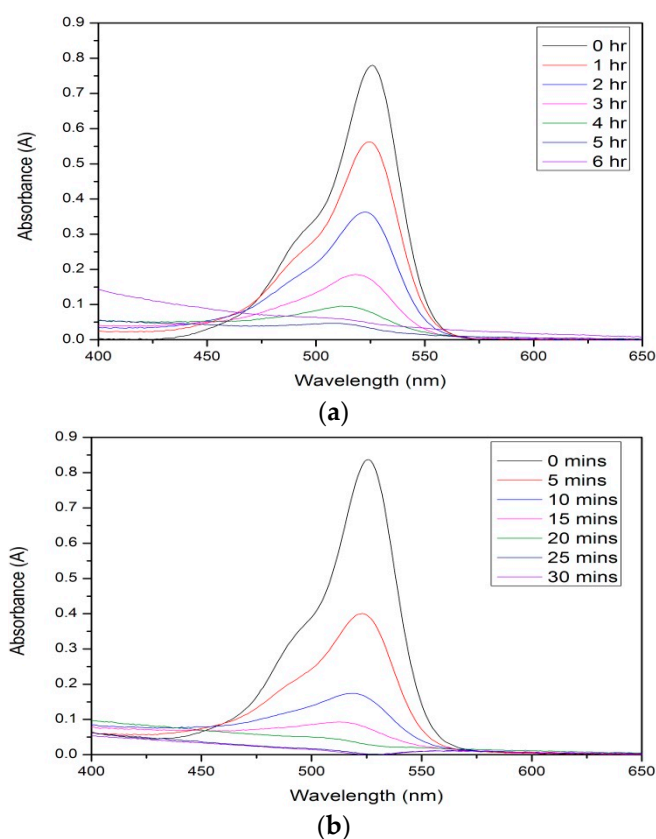 0.9
0.8
0.7
0.6
0.5
0.4
0.3
0.2
0.1
0.0
Absorbance (A)
0 hr
1 hr
2 hr
3 hr
4 hr
5 hr
6 hr
400 450 500 550 600 650
Wavelength (nm)
(a)
0.9
0.8
0.7
0.6
0.5
0.4
0.3
0.2
0.1
0.0
Absorbance (A)
0 mins
5 mins
10 mins
15 mins
20 mins
25 mins
30 mins
400 450 500 550 600 650
Wavelength (nm)
(b)